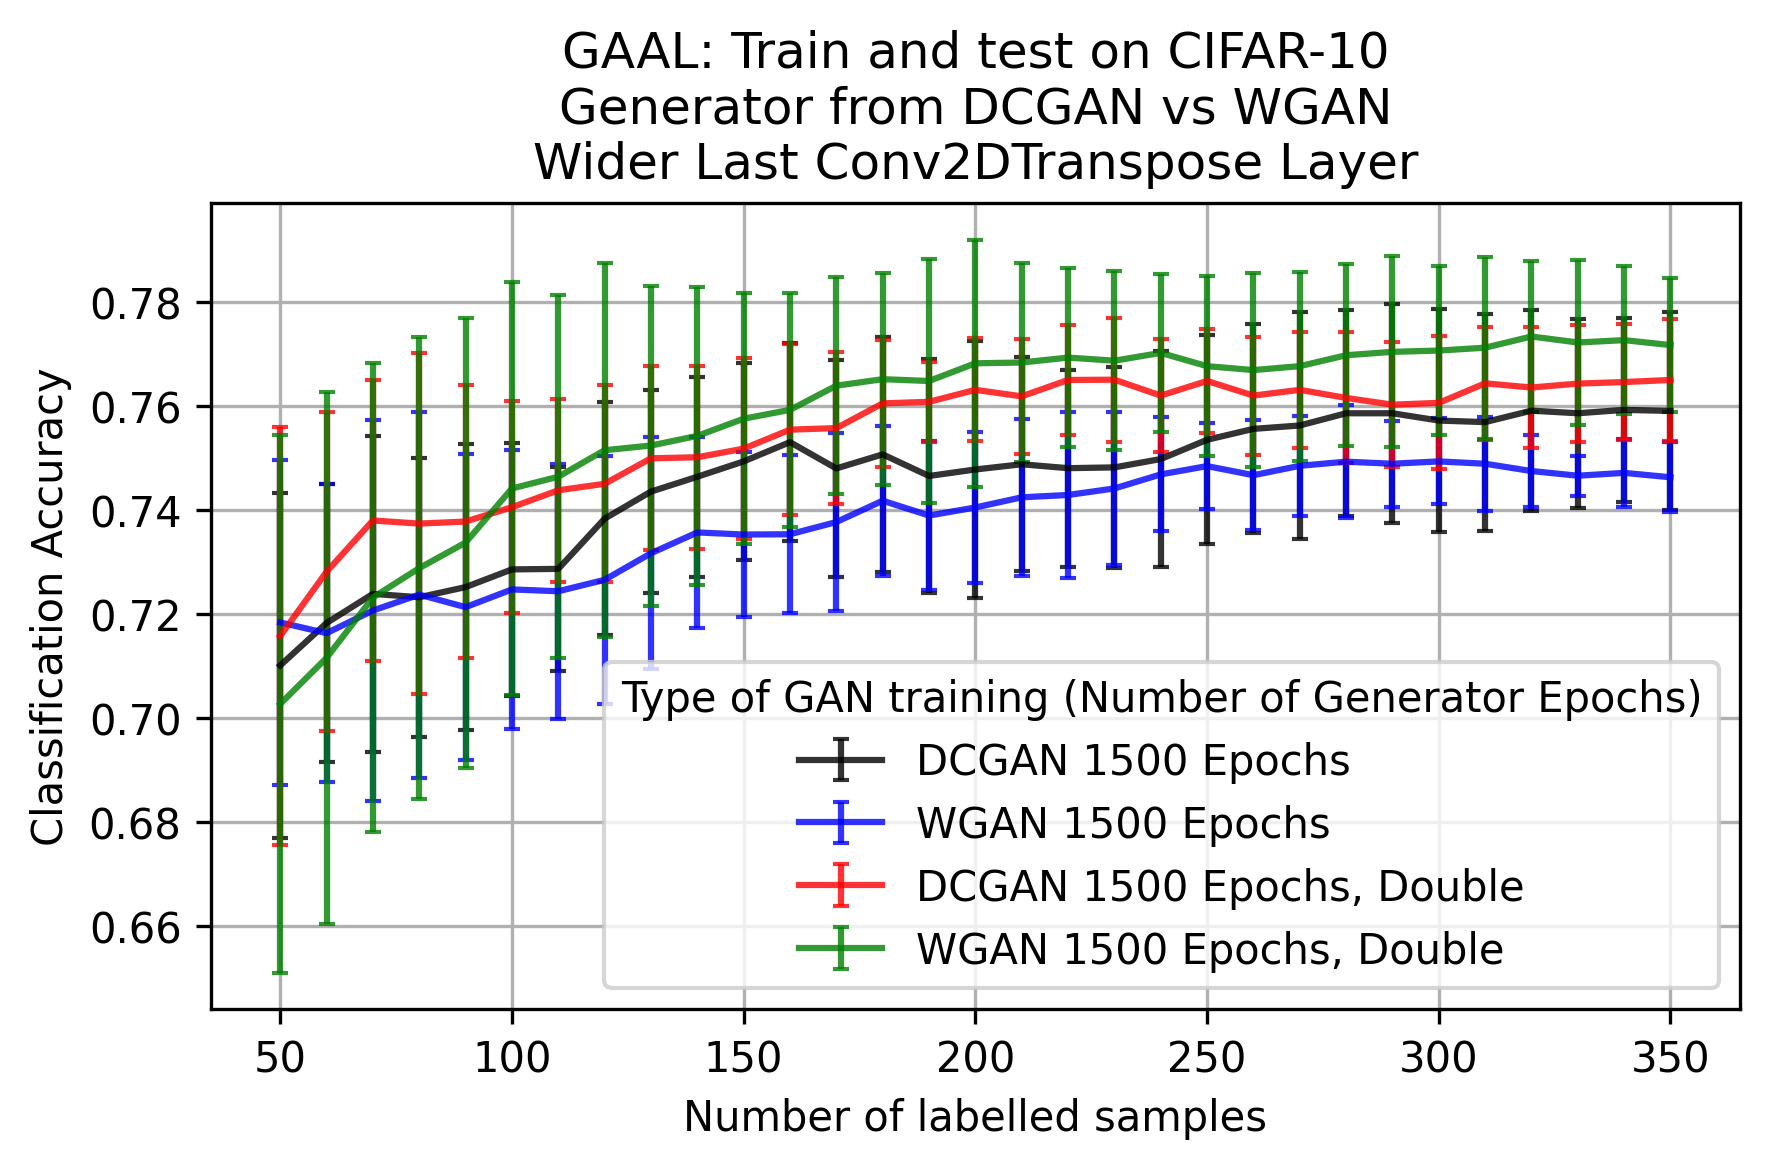 GAAL: Train and test on CIFAR-10
Generator from DCGAN vs WGAN
Wider Last Conv2DTranspose Layer
Classification Accuracy
0.78
0.76
0.74
0.72
0.70
0.68
0.66
Type of GAN training (Number of Generator Epochs)
DCGAN 1500 Epochs
WGAN 1500 Epochs
DCGAN 1500 Epochs, Double
WGAN 1500 Epochs, Double
50 100 150 200 250 300 350
Number of labelled samples